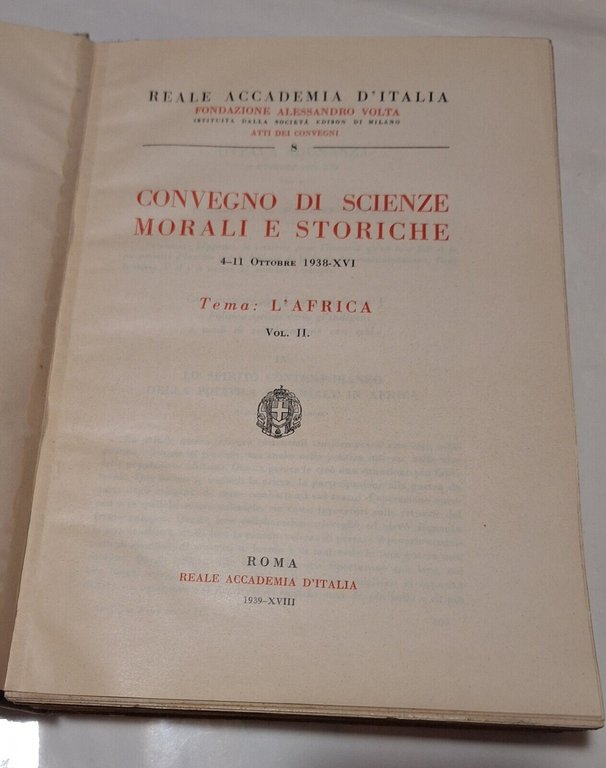 REALE ACCADEMIA D'ITALIA
FONDAZIONE ALESSANDRO VOLTA
ISTITUITA DALLA SOCIETÀ EDISON DI MILANO
ATTI DEI CONVEGNI
8
CONVEGNO DI SCIENZE
MORALI E STORICHE
4-11 OTTOBRE 1938-XVI
Tema: L'AFRICA
VOL. II.
ROMA
REALE ACCADEMIA D'ITALIA
1939-XVIII